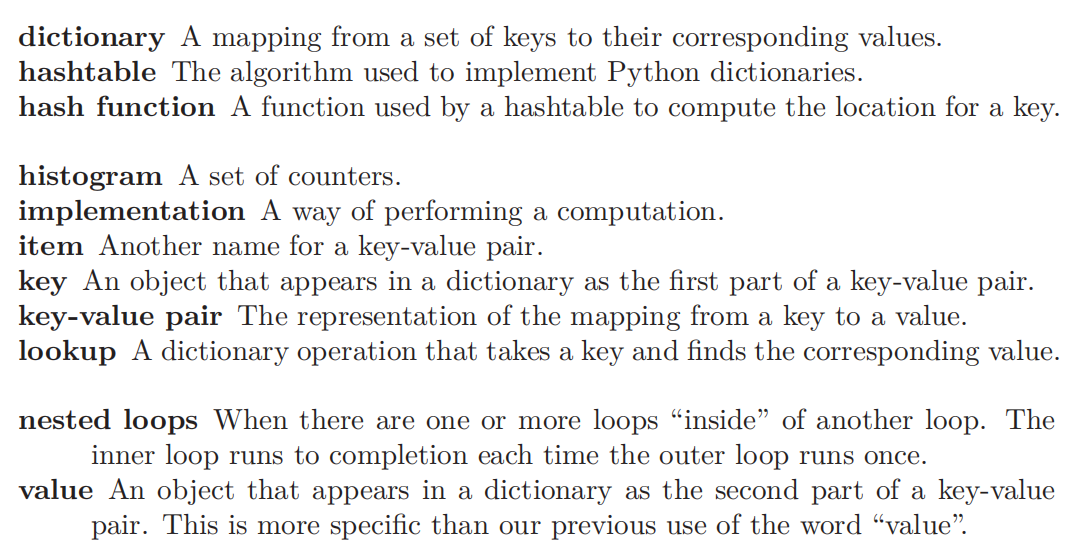 dictionary A mapping from a set of keys to their corresponding values.
hashtable The algorithm used to implement Python dictionaries.
hash function A function used by a hashtable to compute the location for a key.
histogram A set of counters.
implementation A way of performing a computation.
item Another name for a key-value pair.
key An object that appears in a dictionary as the first part of a key-value pair.
key-value pair The representation of the mapping from a key to a value.
lookup A dictionary operation that takes a key and finds the corresponding value.
nested loops When there are one or more loops “inside” of another loop. The
inner loop runs to completion each time the outer loop runs once.
value An object that appears in a dictionary as the second part of a key-value
pair. This is more specific than our previous use of the word “value”.